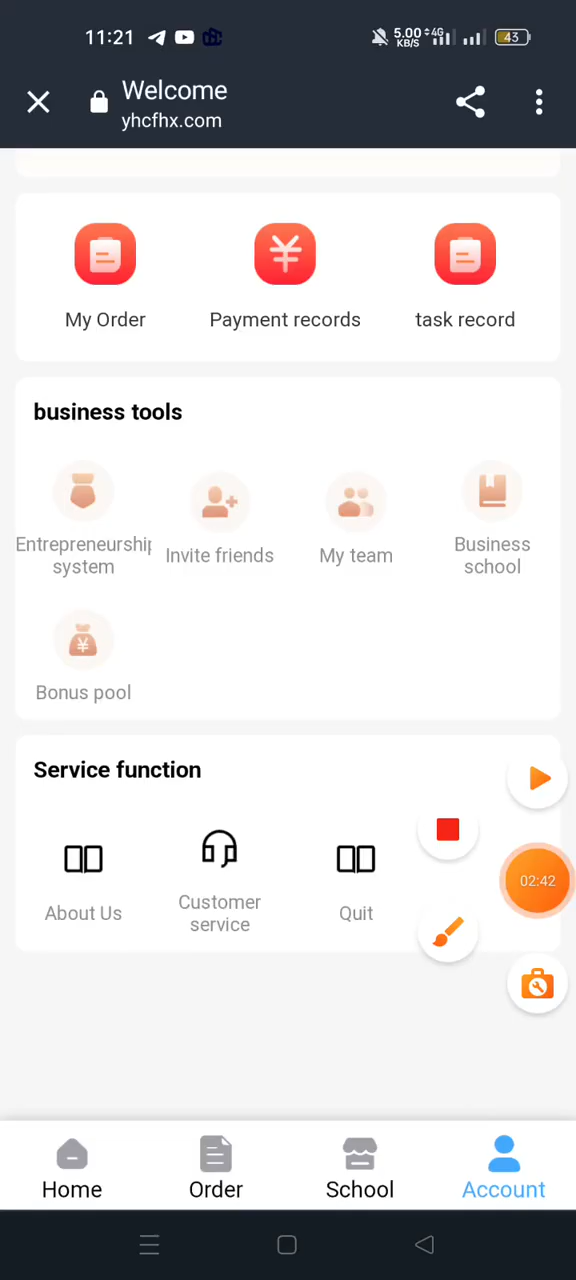 11:21
5.00 4G
KB/S
43
Welcome
yhcfhx.com
My Order
Payment records
task record
business tools
Entrepreneurship
system
Invite friends
My team
Business
school
Bonus pool
Service function
About Us
Customer
service
Quit
02:42
Home
Order
School
Account